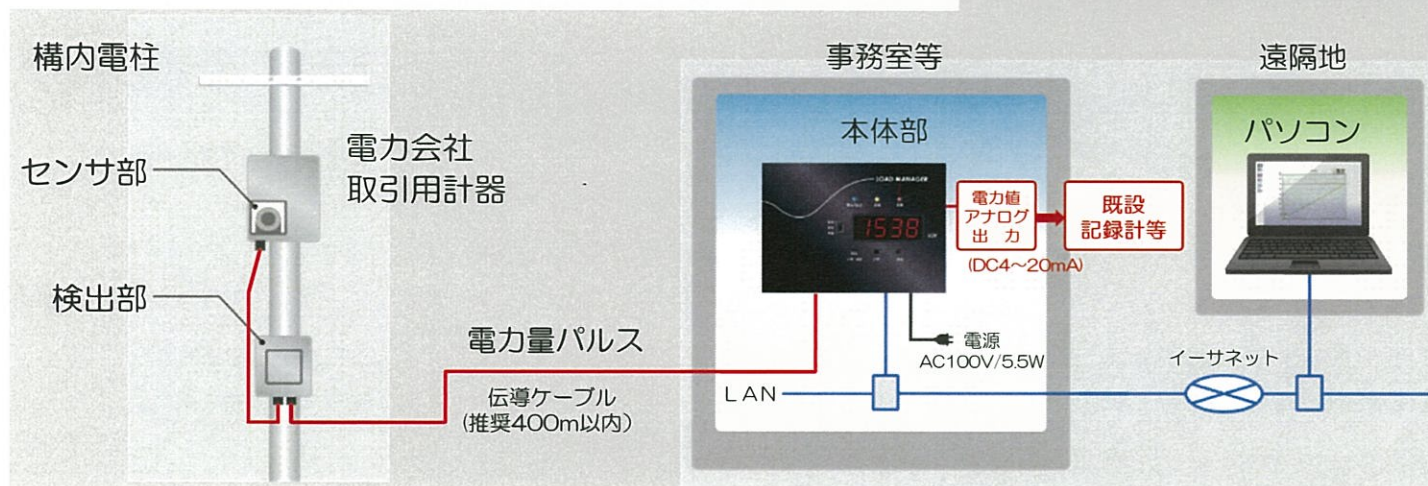 構内電柱
センサ部
電力会社
取引用計器
検出部
電力量パルス
伝導ケーブル
(推奨400m以内)
事務室等
本体部
LOAD MANAGER
1538
電力値
アナログ
出 力
(DC4～20mA)
既設
記録計等
電源
AC100V/5.5W
LAN
イーサネット
遠隔地
パソコン